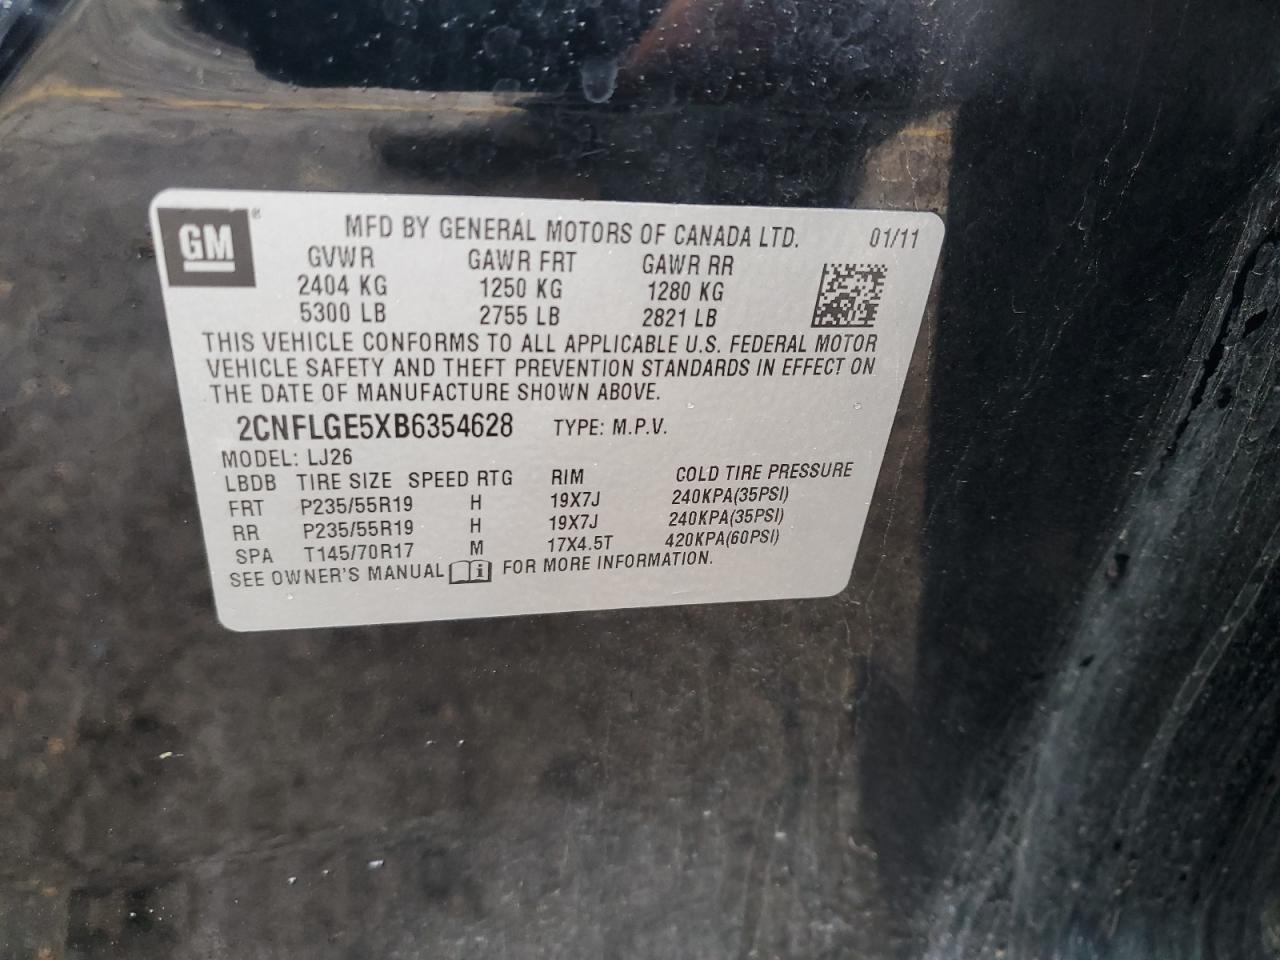 GM® MFD BY GENERAL MOTORS OF CANADA LTD. 01/11
GVWR GAWR FRT GAWR RR
2404 KG 1250 KG 1280 KG
5300 LB 2755 LB 2821 LB
THIS VEHICLE CONFORMS TO ALL APPLICABLE U.S. FEDERAL MOTOR
VEHICLE SAFETY AND THEFT PREVENTION STANDARDS IN EFFECT ON
THE DATE OF MANUFACTURE SHOWN ABOVE.
2CNFLGE5XB6354628 TYPE: M.P.V.
MODEL: LJ26
LBDB TIRE SIZE SPEED RTG RIM COLD TIRE PRESSURE
FRT P235/55R19 H 19X7J 240KPA(35PSI)
RR P235/55R19 H 19X7J 240KPA(35PSI)
SPA T145/70R17 M 17X4.5T 420KPA(60PSI)
SEE OWNER'S MANUAL i FOR MORE INFORMATION.